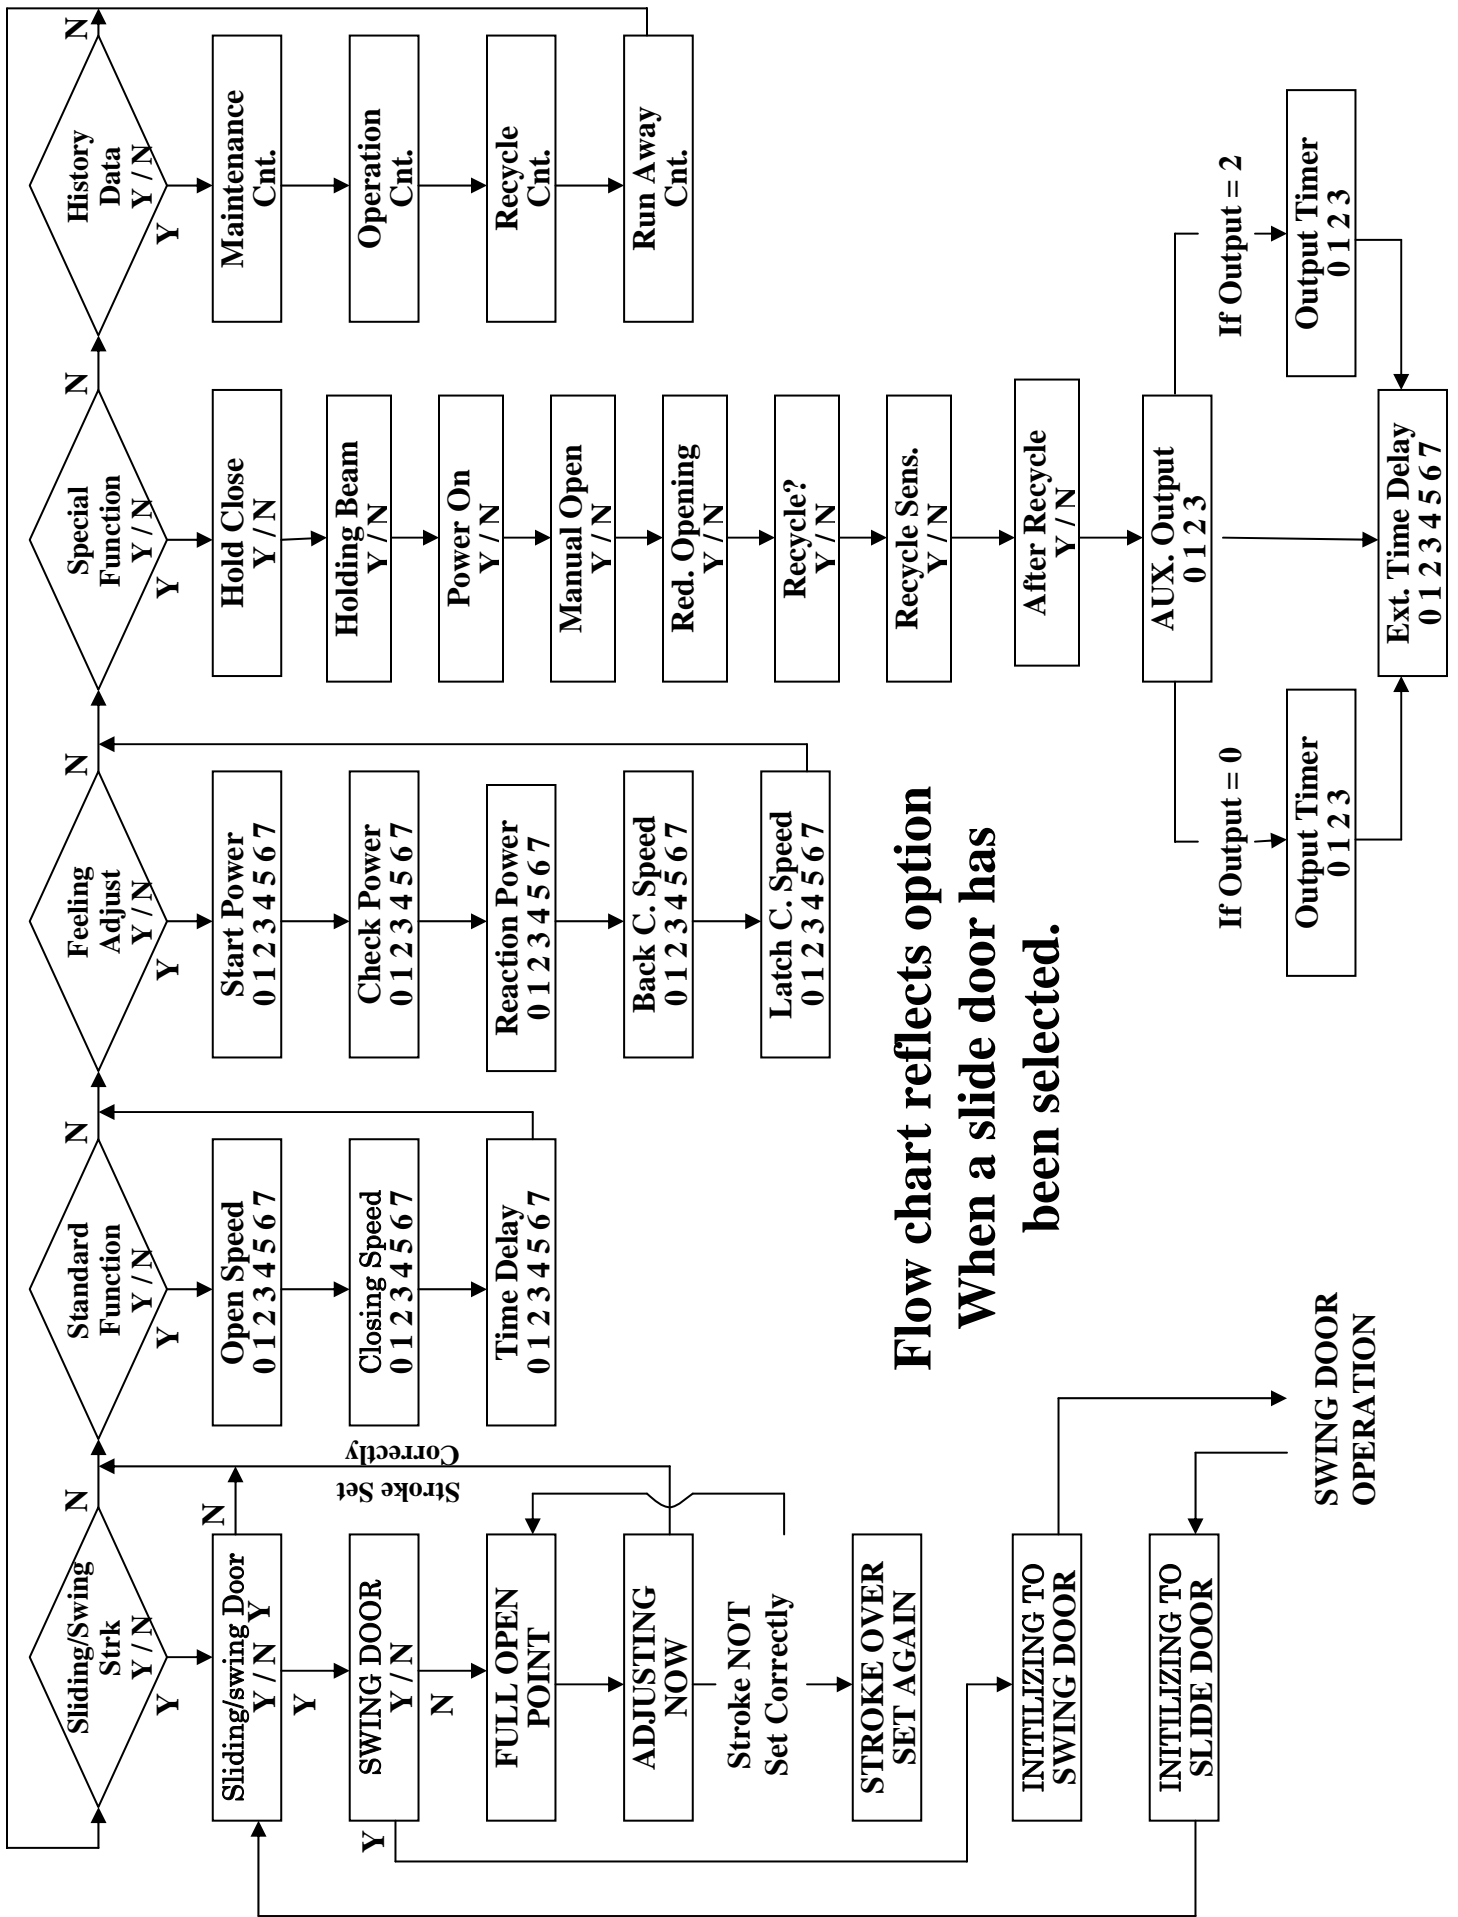 Sliding/Swing
Strk
Y / N
N
Y
Sliding/swing Door
Y / N Y
N
Y
SWING DOOR
Y / N
Y
N
FULL OPEN
POINT
ADJUSTING
NOW
Stroke Set
Correctly
Stroke NOT
Set Correctly
STROKE OVER
SET AGAIN
INITILIZING TO
SWING DOOR
INITILIZING TO
SLIDE DOOR
SWING DOOR
OPERATION
Standard
Function
Y / N
N
Y
Open Speed
0 1 2 3 4 5 6 7
Closing Speed
0 1 2 3 4 5 6 7
Time Delay
0 1 2 3 4 5 6 7
Feeling
Adjust
Y / N
N
Y
Start Power
0 1 2 3 4 5 6 7
Check Power
0 1 2 3 4 5 6 7
Reaction Power
0 1 2 3 4 5 6 7
Back C. Speed
0 1 2 3 4 5 6 7
Latch C. Speed
0 1 2 3 4 5 6 7
Flow chart reflects option
When a slide door has
been selected.
Special
Function
Y / N
N
Y
Hold Close
Y / N
Holding Beam
Y / N
Power On
Y / N
Manual Open
Y / N
Red. Opening
Y / N
Recycle?
Y / N
Recycle Sens.
Y / N
After Recycle
Y / N
AUX. Output
0 1 2 3
If Output = 0
Output Timer
0 1 2 3
If Output = 2
Output Timer
0 1 2 3
Ext. Time Delay
0 1 2 3 4 5 6 7
History
Data
Y / N
N
Y
Maintenance
Cnt.
Operation
Cnt.
Recycle
Cnt.
Run Away
Cnt.